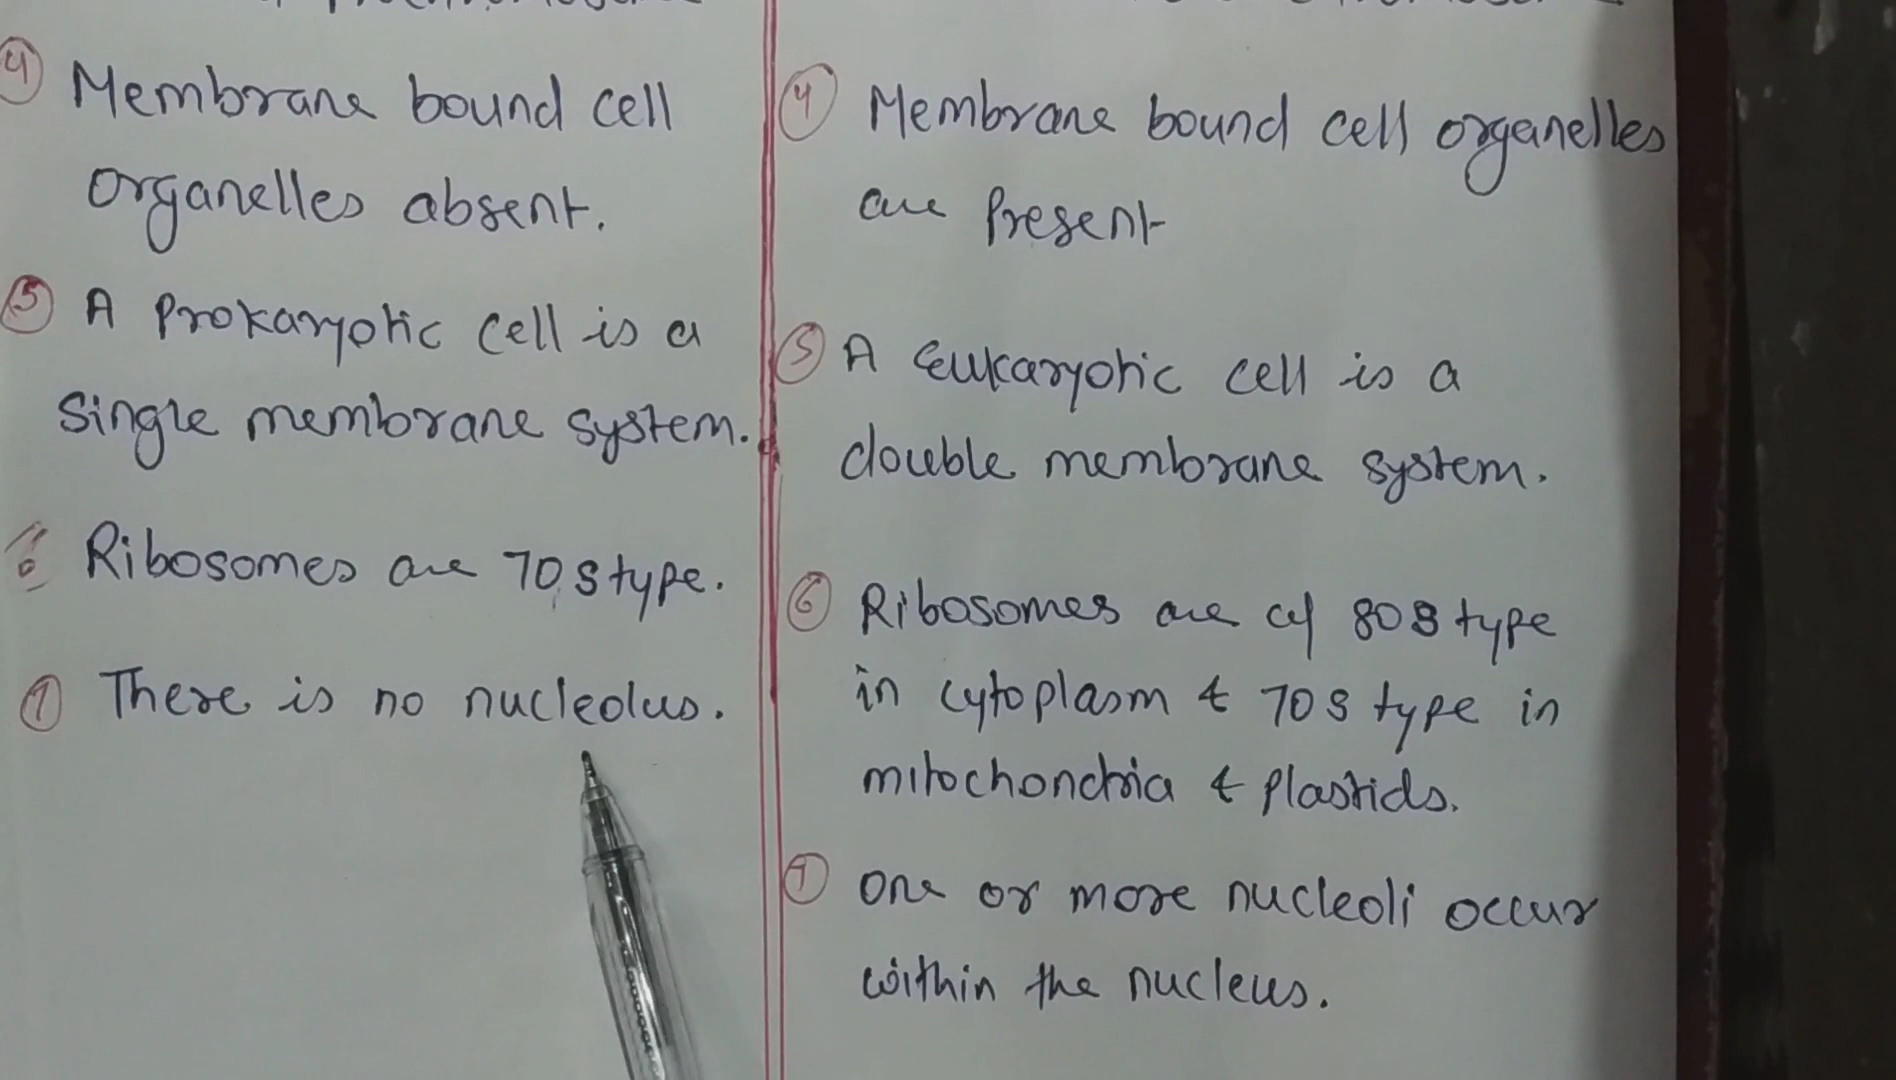 ④ Membrane bound cell
organelles absent.
⑤ A Prokaryotic cell is a
single membrane system.
6 Ribosomes are 70 S type.
⑦ There is no nucleolus.
④ Membrane bound cell organelles
are Present
⑤ A Eukaryotic cell is a
double membrane system.
⑥ Ribosomes are of 80S type
in cytoplasm & 70 S type in
mitochondria & Plastids.
⑦ One or more nucleoli occur
within the nucleus.